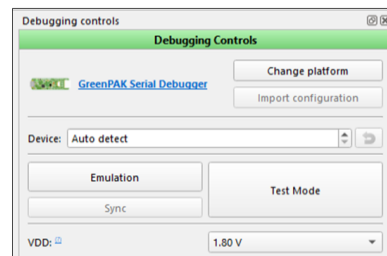 Debugging controls
Debugging Controls
GreenPAK Serial Debugger
Change platform
Import configuration
Device: Auto detect
Emulation
Sync
Test Mode
VDD: 1.80 V